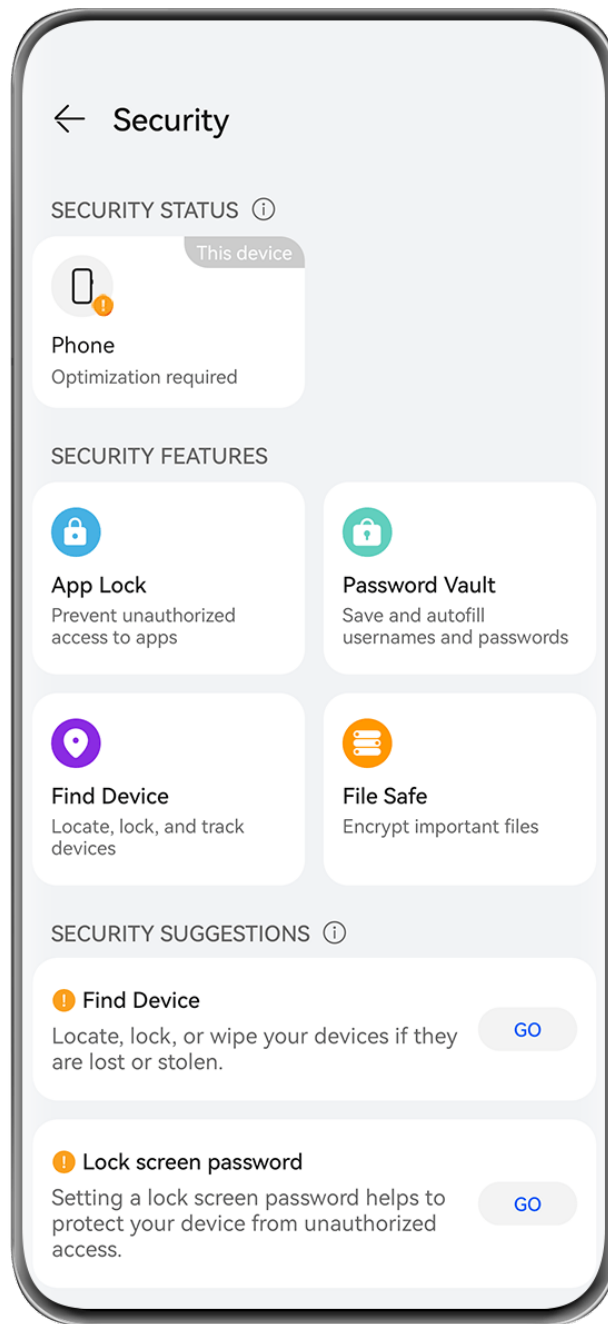 Security
SECURITY STATUS
This device
Phone
Optimization required
SECURITY FEATURES
App Lock
Prevent unauthorized
access to apps
Password Vault
Save and autofill
usernames and passwords
Find Device
Locate, lock, and track
devices
File Safe
Encrypt important files
SECURITY SUGGESTIONS
Find Device
Locate, lock, or wipe your devices if they
are lost or stolen.
GO
Lock screen password
Setting a lock screen password helps to
protect your device from unauthorized
access.
GO